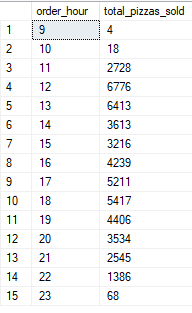 order_hour total_pizzas_sold
1 9 4
2 10 18
3 11 2728
4 12 6776
5 13 6413
6 14 3613
7 15 3216
8 16 4239
9 17 5211
10 18 5417
11 19 4406
12 20 3534
13 21 2545
14 22 1386
15 23 68